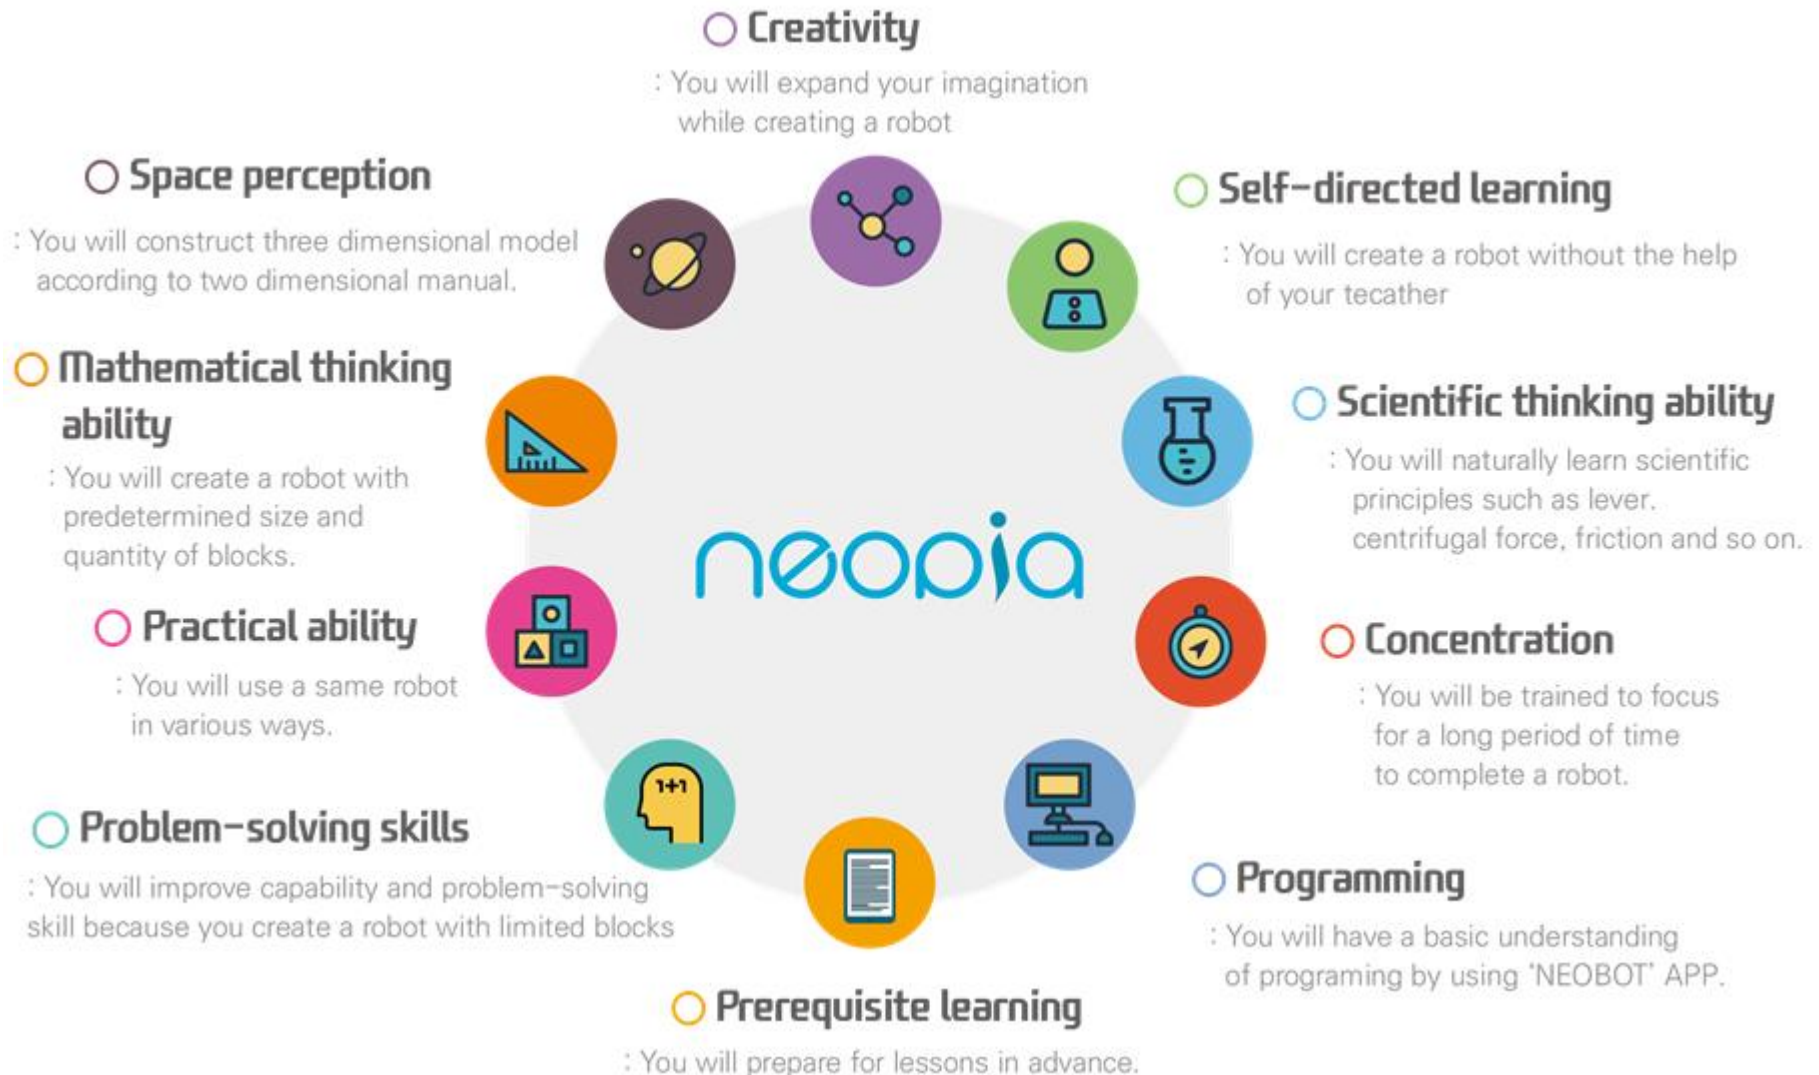 Creativity
: You will expand your imagination
while creating a robot
Self-directed learning
: You will create a robot without the help
of your tecather
Scientific thinking ability
: You will naturally learn scientific
principles such as lever.
centrifugal force, friction and so on.
Concentration
: You will be trained to focus
for a long period of time
to complete a robot.
Programming
: You will have a basic understanding
of programing by using ‘NEOBOT’ APP.
Prerequisite learning
: You will prepare for lessons in advance.
Problem-solving skills
: You will improve capability and problem-solving
skill because you create a robot with limited blocks
Practical ability
: You will use a same robot
in various ways.
Mathematical thinking
ability
: You will create a robot with
predetermined size and
quantity of blocks.
Space perception
: You will construct three dimensional model
according to two dimensional manual.
neopia
1+1